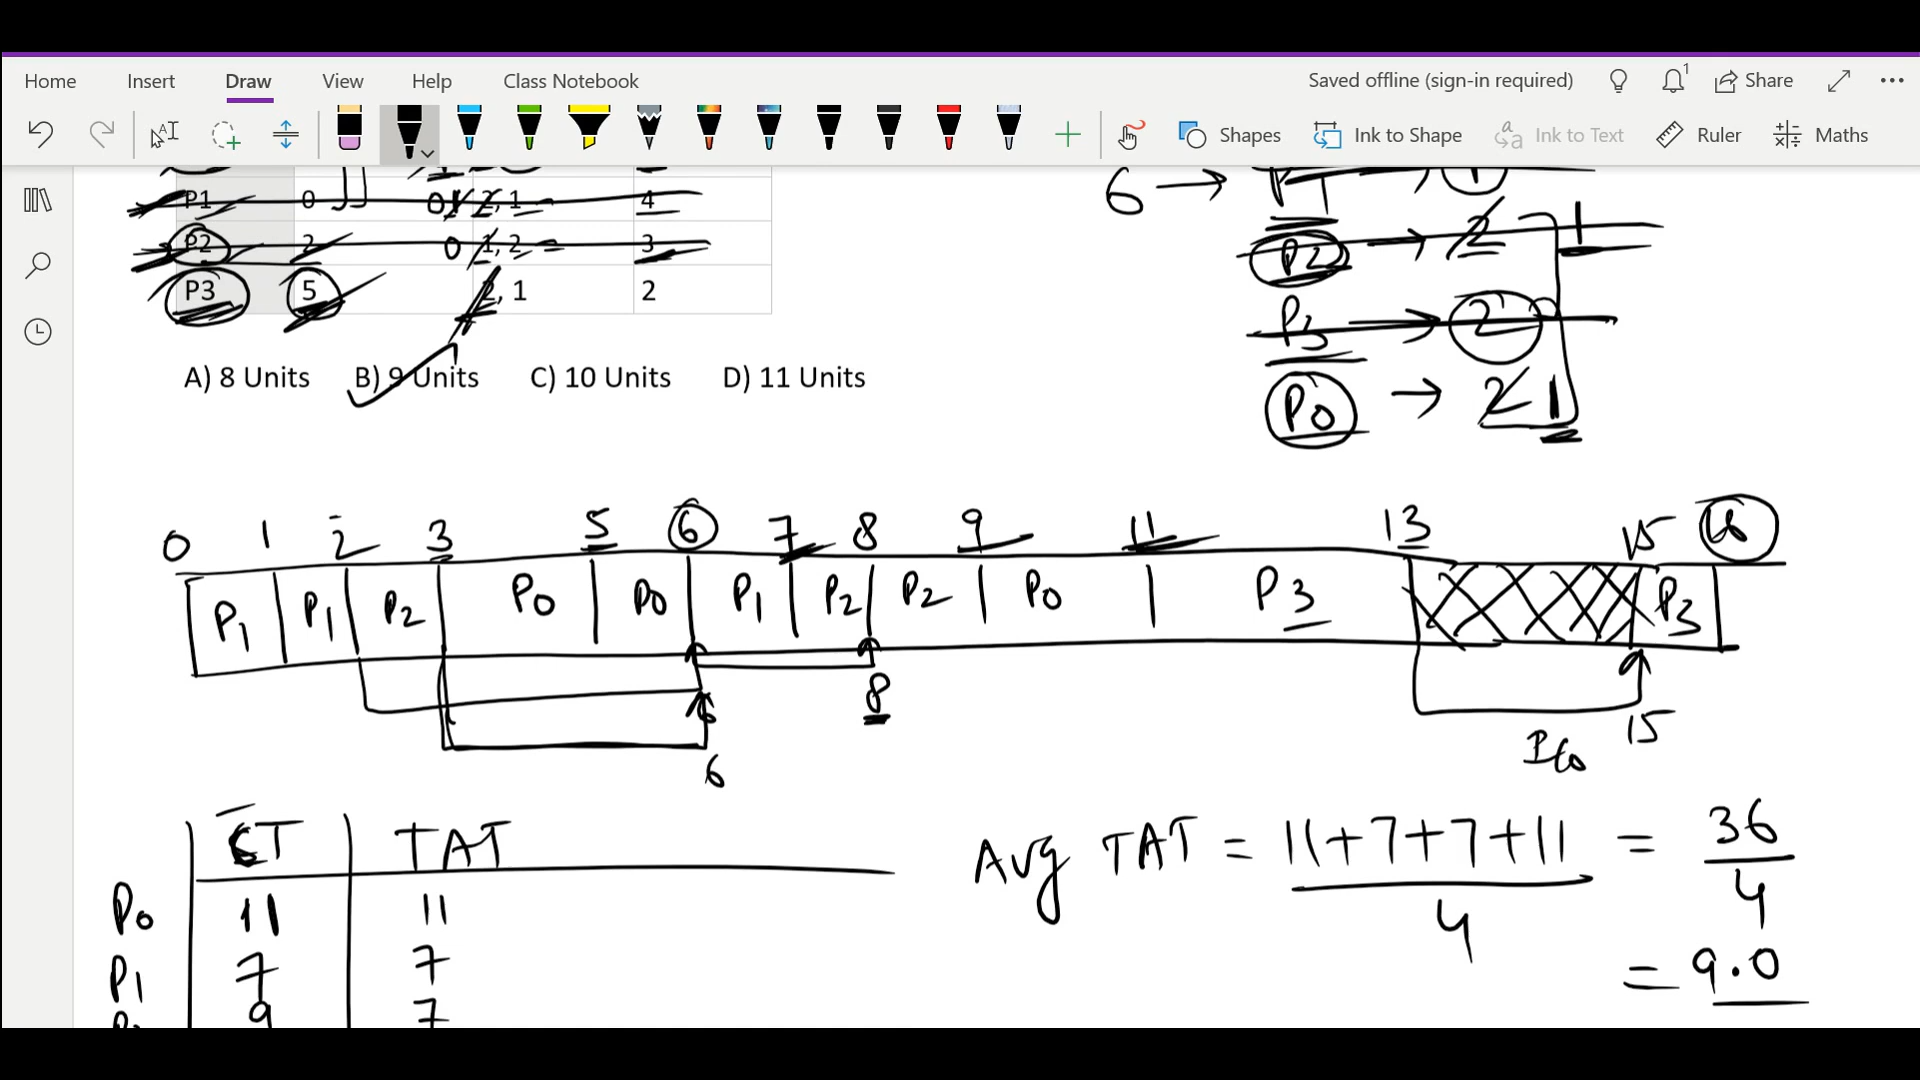 Home Insert Draw View Help Class Notebook Saved offline (sign-in required) 1 Share
Shapes Ink to Shape Ink to Text Ruler Maths
P1 0 0 1 2, 1 4
P2 2 0 1, 2 3
P3 5 2, 1 2
A) 8 Units B) 9 Units C) 10 Units D) 11 Units
6 → P1 → 1
P2 → 2 1
P3 → 2
P0 → 2 1
0 1 2 3 5 6 7 8 9 11 13 15 16
P1 P1 P2 P0 P0 P1 P2 P2 P0 P3 P3
6 8 15
6 I/O
CT TAT
P0 11 11
P1 7 7
9 7
Avg TAT = 11+7+7+11 = 36
4 4
= 9.0